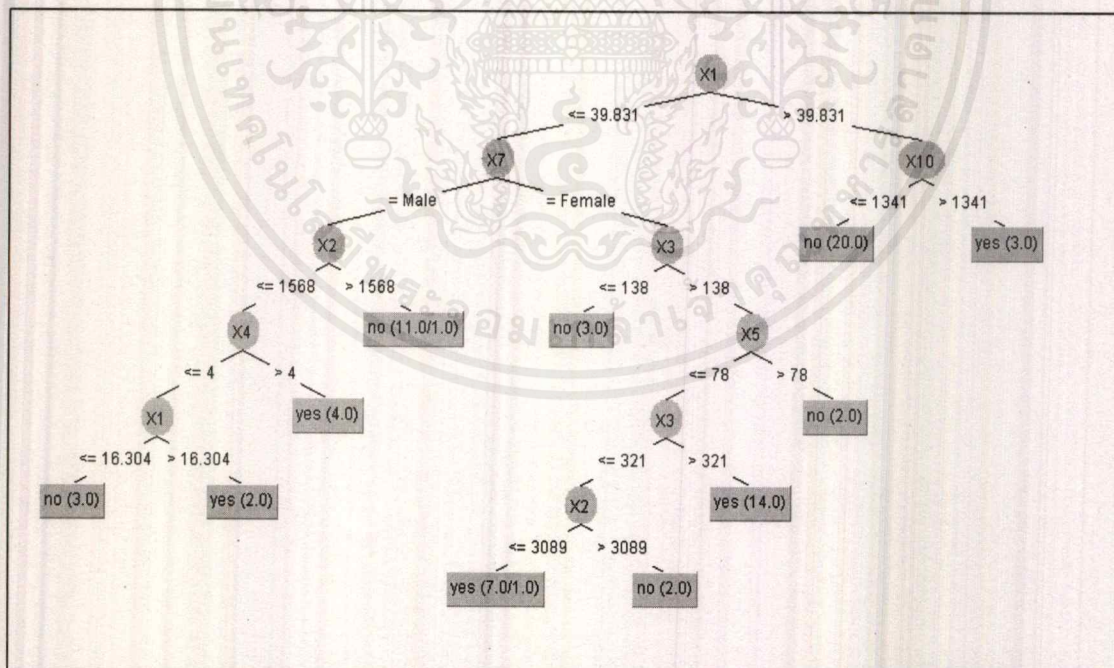 X1
<= 39.831 > 39.831
X7 X10
= Male = Female <= 1341 > 1341
X2 X3 no (20.0) yes (3.0)
<= 1568 > 1568 <= 138 > 138
X4 no (11.0/1.0) no (3.0) X5
<= 4 > 4 <= 78 > 78
X1 yes (4.0) X3 no (2.0)
<= 16.304 > 16.304 <= 321 > 321
no (3.0) yes (2.0) X2 yes (14.0)
<= 3089 > 3089
yes (7.0/1.0) no (2.0)